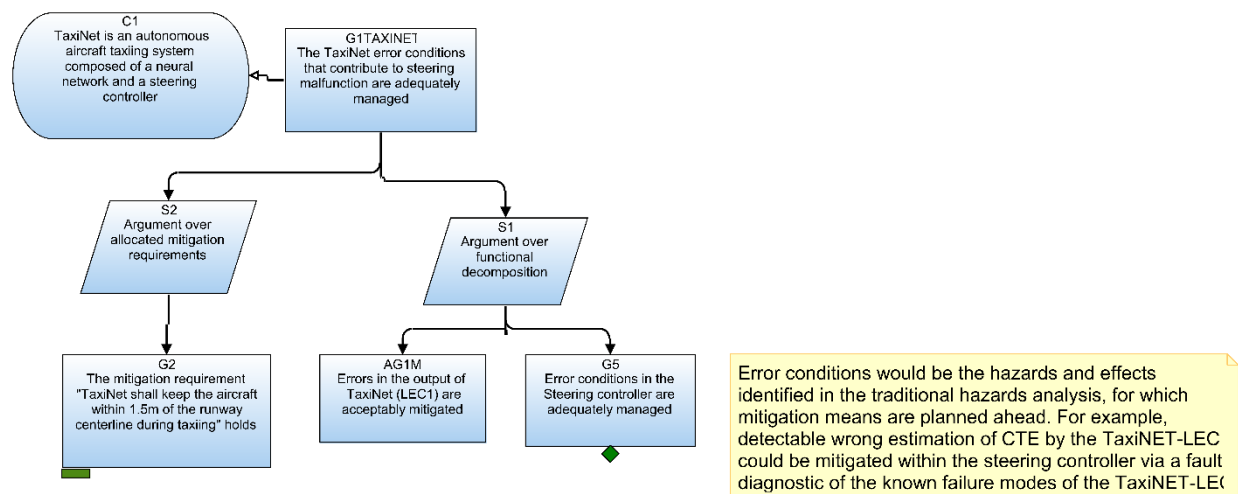 C1
TaxiNet is an autonomous
aircraft taxiing system
composed of a neural
network and a steering
controller
G1TAXINET
The TaxiNet error conditions
that contribute to steering
malfunction are adequately
managed
S2
Argument over
allocated mitigation
requirements
S1
Argument over
functional
decomposition
G2
The mitigation requirement
"TaxiNet shall keep the aircraft
within 1.5m of the runway
centerline during taxiing" holds
AG1M
Errors in the output of
TaxiNet (LEC1) are
acceptably mitigated
G5
Error conditions in the
Steering controller are
adequately managed
Error conditions would be the hazards and effects
identified in the traditional hazards analysis, for which
mitigation means are planned ahead. For example,
detectable wrong estimation of CTE by the TaxiNET-LEC
could be mitigated within the steering controller via a fault
diagnostic of the known failure modes of the TaxiNET-LE